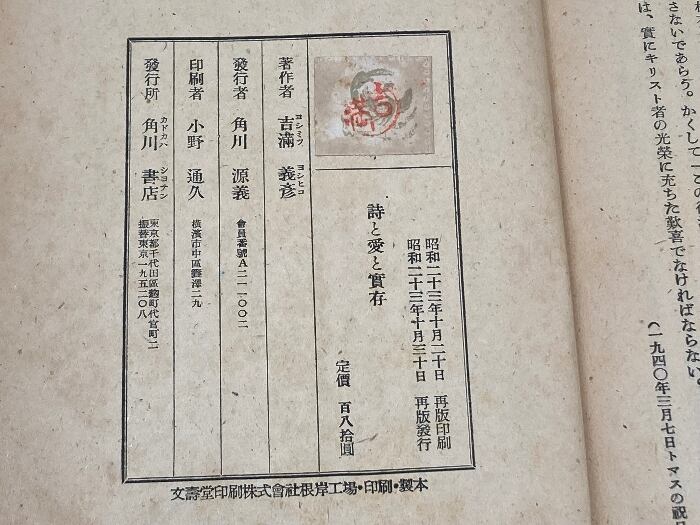 さないであらう。かくして
は、實にキリスト者の光榮に充ちた歡喜でなければならない
(一九四〇年三月七日トマスの祝
吉滿
昭和二十三年十月二十日 再版印刷
昭和二十三年十月三十日 再版發行
詩と愛と實存
定價 百八拾圓
著作者 吉滿 義彦
ヨシミツ ヨシヒコ
發行者 角川 源義
會員番號A二一一〇〇二
印刷者 小野 通久
橫濱市中區
發行所 角川 書店
カドカハ シヨテン
東京都千代田區麴町代官町二
振替東京一九五二〇八
文壽堂印刷株式會社根岸工場・印刷・製本